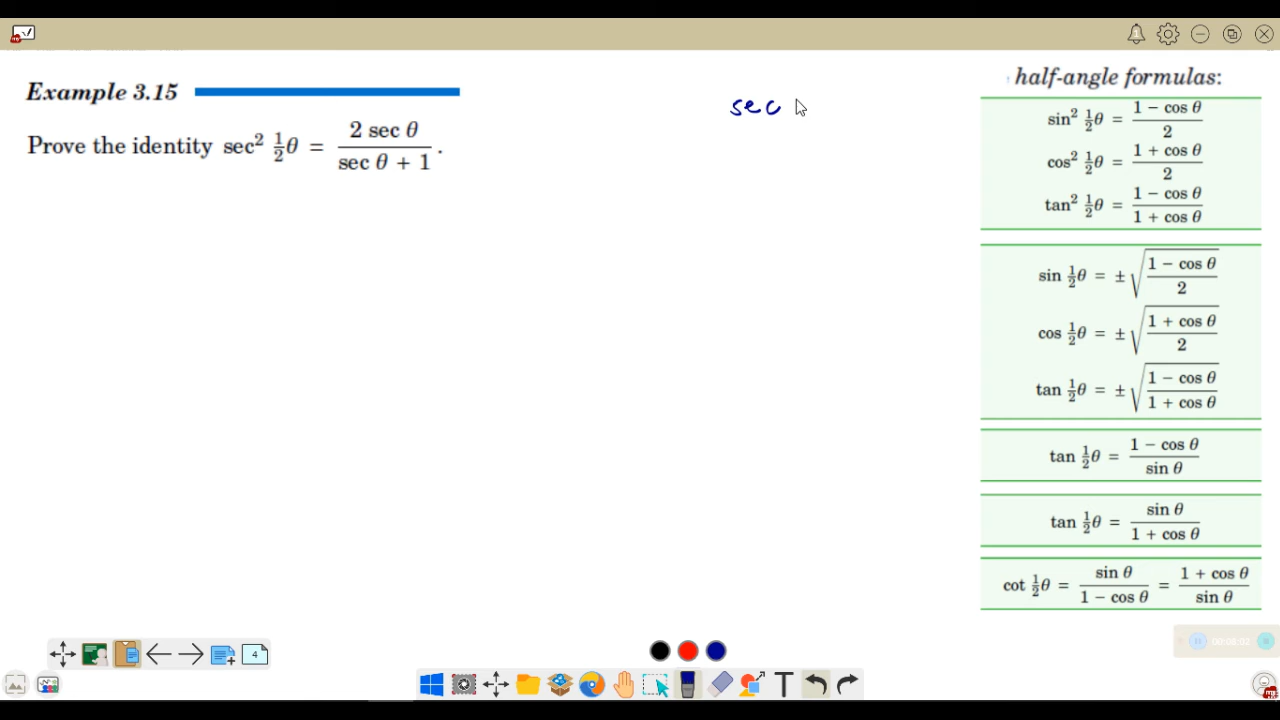 Example 3.15
Prove the identity sec² ½θ = 2 sec θ / sec θ + 1 .
sec
half-angle formulas:
sin² ½θ = 1 − cos θ / 2
cos² ½θ = 1 + cos θ / 2
tan² ½θ = 1 − cos θ / 1 + cos θ
sin ½θ = ± √ 1 − cos θ / 2
cos ½θ = ± √ 1 + cos θ / 2
tan ½θ = ± √ 1 − cos θ / 1 + cos θ
tan ½θ = 1 − cos θ / sin θ
tan ½θ = sin θ / 1 + cos θ
cot ½θ = sin θ / 1 − cos θ = 1 + cos θ / sin θ
4
T